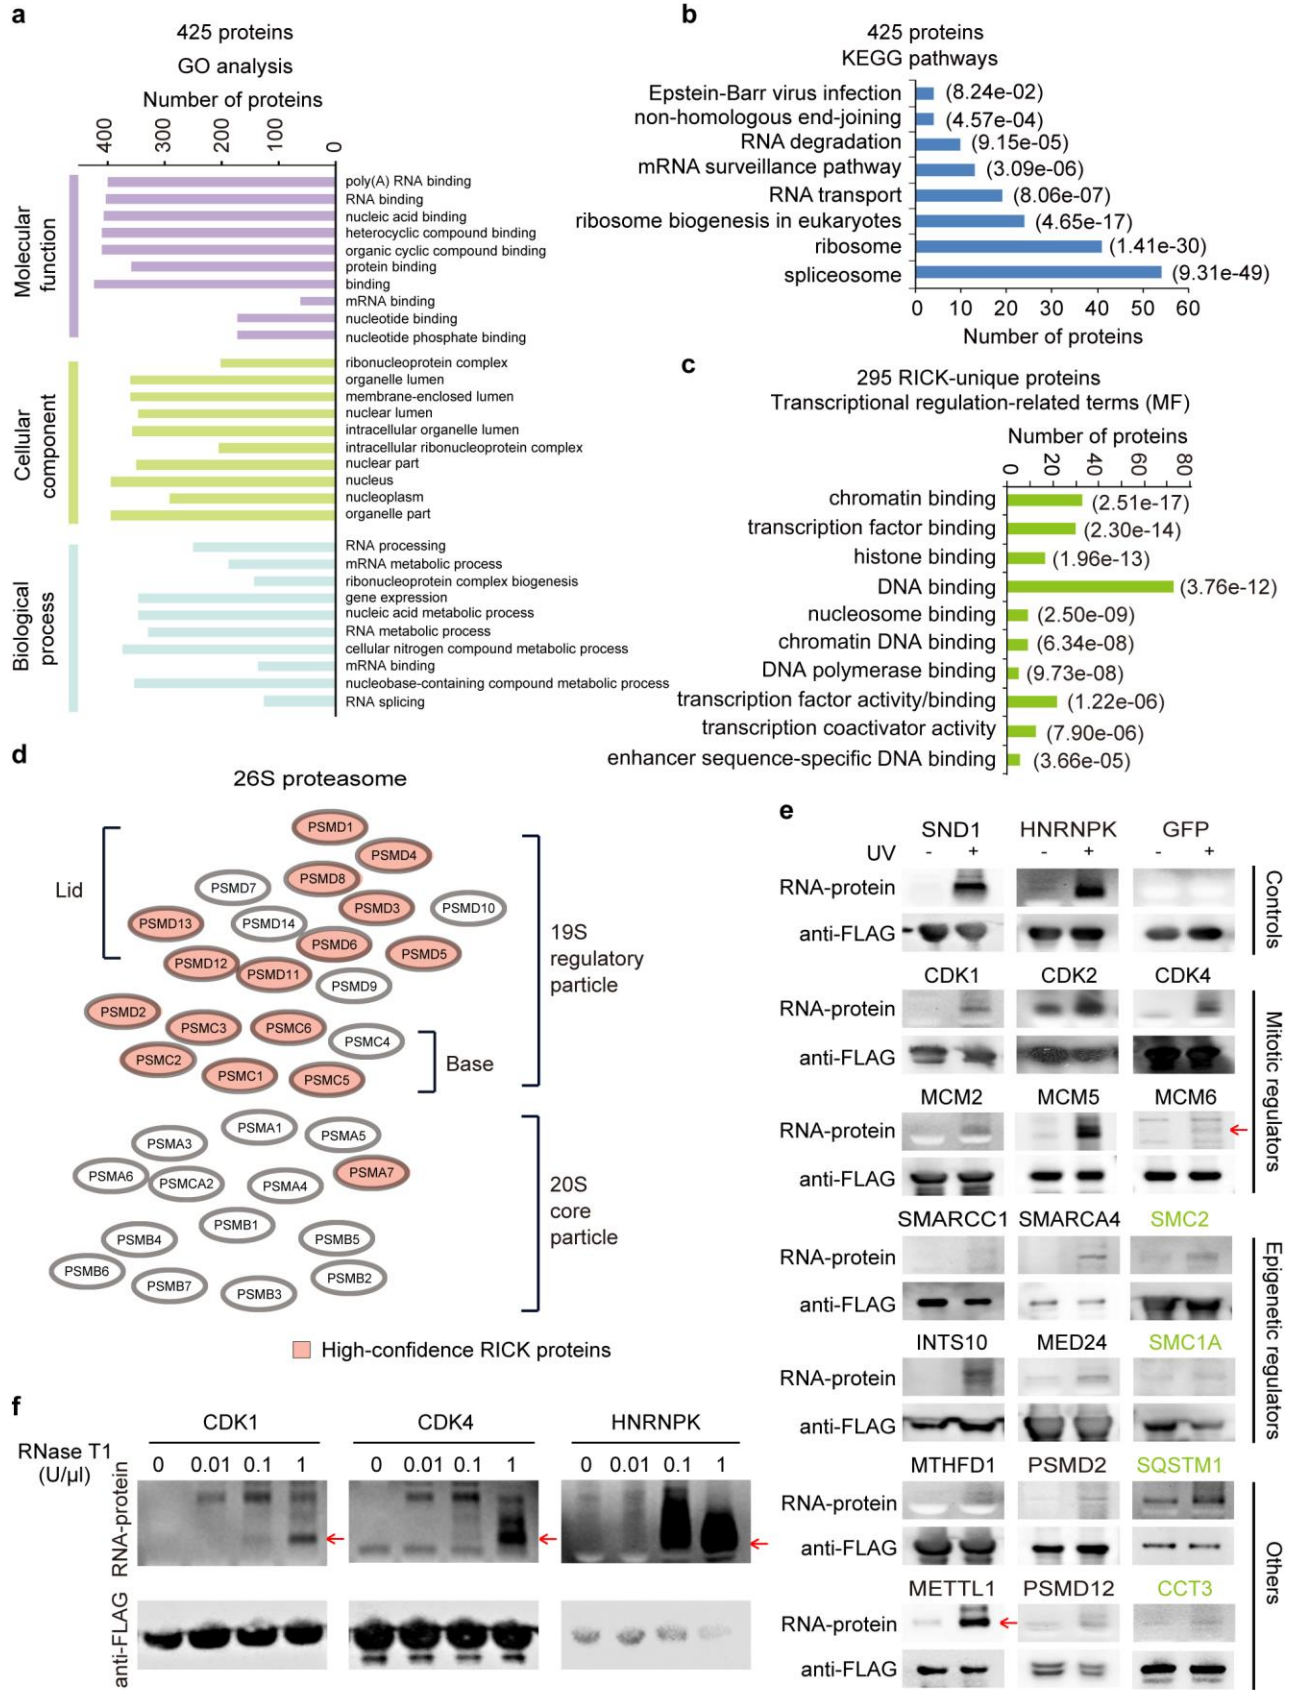 a
425 proteins
GO analysis
Number of proteins
400
300
200
100
0
Molecular function
poly(A) RNA binding
RNA binding
nucleic acid binding
heterocyclic compound binding
organic cyclic compound binding
protein binding
binding
mRNA binding
nucleotide binding
nucleotide phosphate binding
Cellular component
ribonucleoprotein complex
organelle lumen
membrane-enclosed lumen
nuclear lumen
intracellular organelle lumen
intracellular ribonucleoprotein complex
nuclear part
nucleus
nucleoplasm
organelle part
Biological process
RNA processing
mRNA metabolic process
ribonucleoprotein complex biogenesis
gene expression
nucleic acid metabolic process
RNA metabolic process
cellular nitrogen compound metabolic process
mRNA binding
nucleobase-containing compound metabolic process
RNA splicing
b
425 proteins
KEGG pathways
Epstein-Barr virus infection (8.24e-02)
non-homologous end-joining (4.57e-04)
RNA degradation (9.15e-05)
mRNA surveillance pathway (3.09e-06)
RNA transport (8.06e-07)
ribosome biogenesis in eukaryotes (4.65e-17)
ribosome (1.41e-30)
spliceosome (9.31e-49)
0 10 20 30 40 50 60
Number of proteins
c
295 RICK-unique proteins
Transcriptional regulation-related terms (MF)
Number of proteins
0 20 40 60 80
chromatin binding (2.51e-17)
transcription factor binding (2.30e-14)
histone binding (1.96e-13)
DNA binding (3.76e-12)
nucleosome binding (2.50e-09)
chromatin DNA binding (6.34e-08)
DNA polymerase binding (9.73e-08)
transcription factor activity/binding (1.22e-06)
transcription coactivator activity (7.90e-06)
enhancer sequence-specific DNA binding (3.66e-05)
d
26S proteasome
Lid
PSMD1
PSMD4
PSMD8
PSMD7
PSMD3
PSMD10
PSMD13
PSMD14
PSMD6
PSMD5
PSMD12
PSMD11
PSMD9
PSMD2
PSMC3
PSMC6
PSMC4
PSMC2
PSMC1
PSMC5
Base
19S
regulatory
particle
PSMA1
PSMA3
PSMA5
PSMA6
PSMCA2
PSMA4
PSMA7
PSMB1
PSMB4
PSMB5
PSMB6
PSMB7
PSMB3
PSMB2
20S
core
particle
High-confidence RICK proteins
e
SND1 HNRNPK GFP
UV - + - + - +
RNA-protein
anti-FLAG
Controls
CDK1 CDK2 CDK4
RNA-protein
anti-FLAG
MCM2 MCM5 MCM6
RNA-protein
anti-FLAG
Mitotic regulators
SMARCC1 SMARCA4 SMC2
RNA-protein
anti-FLAG
INTS10 MED24 SMC1A
RNA-protein
anti-FLAG
Epigenetic regulators
MTHFD1 PSMD2 SQSTM1
RNA-protein
anti-FLAG
METTL1 PSMD12 CCT3
RNA-protein
anti-FLAG
Others
f
CDK1 CDK4 HNRNPK
RNase T1
(U/µl)
0 0.01 0.1 1 0 0.01 0.1 1 0 0.01 0.1 1
RNA-protein
anti-FLAG